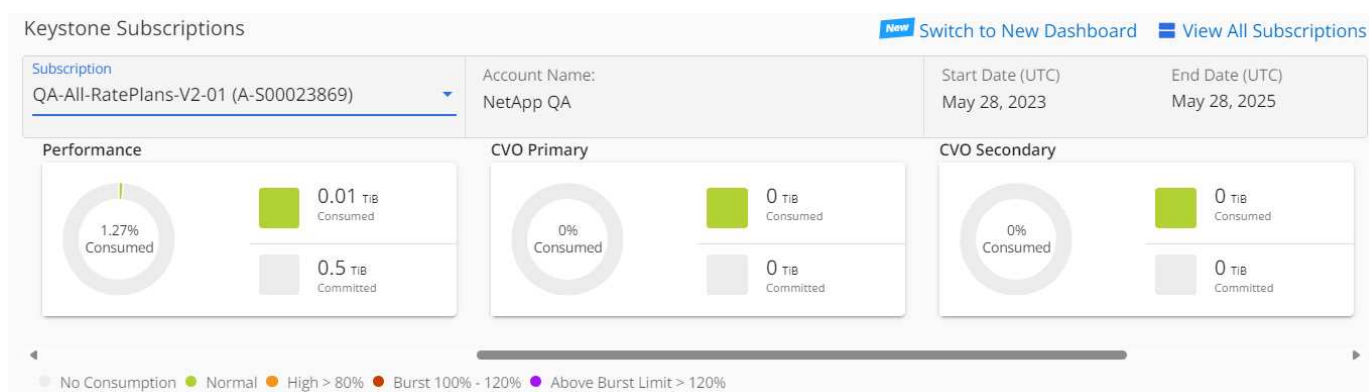 Keystone Subscriptions
New Switch to New Dashboard View All Subscriptions
Subscription
QA-All-RatePlans-V2-01 (A-S00023869)
Account Name:
NetApp QA
Start Date (UTC)
May 28, 2023
End Date (UTC)
May 28, 2025
Performance
1.27%
Consumed
0.01 TiB
Consumed
0.5 TiB
Committed
CVO Primary
0%
Consumed
0 TiB
Consumed
0 TiB
Committed
CVO Secondary
0%
Consumed
0 TiB
Consumed
0 TiB
Committed
No Consumption Normal High > 80% Burst 100% - 120% Above Burst Limit > 120%